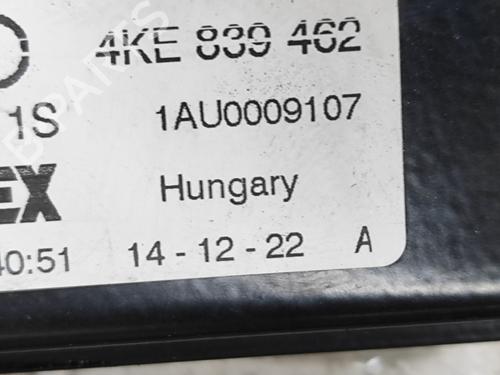 4KE 839 462
1S 1AU0009107
EX Hungary
40:51 14 - 12 - 22 A